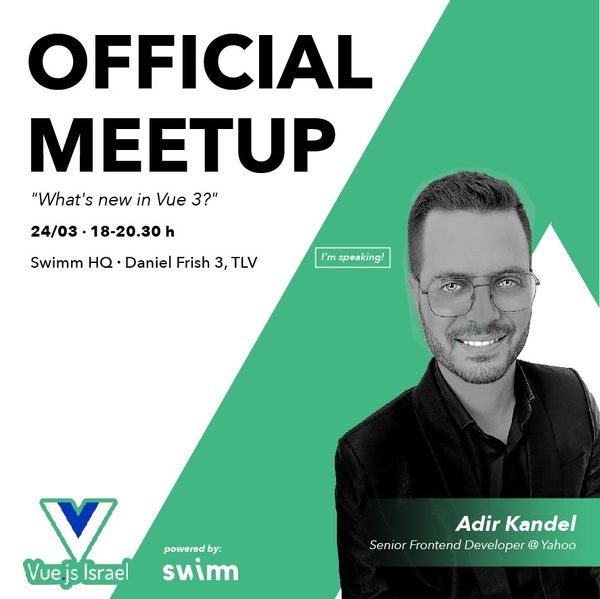 OFFICIAL
MEETUP
"What's new in Vue 3?"
24/03 · 18-20.30 h
Swimm HQ · Daniel Frish 3, TLV
I'm speaking!
Adir Kandel
Senior Frontend Developer @ Yahoo
powered by:
swimm
Vue.js Israel